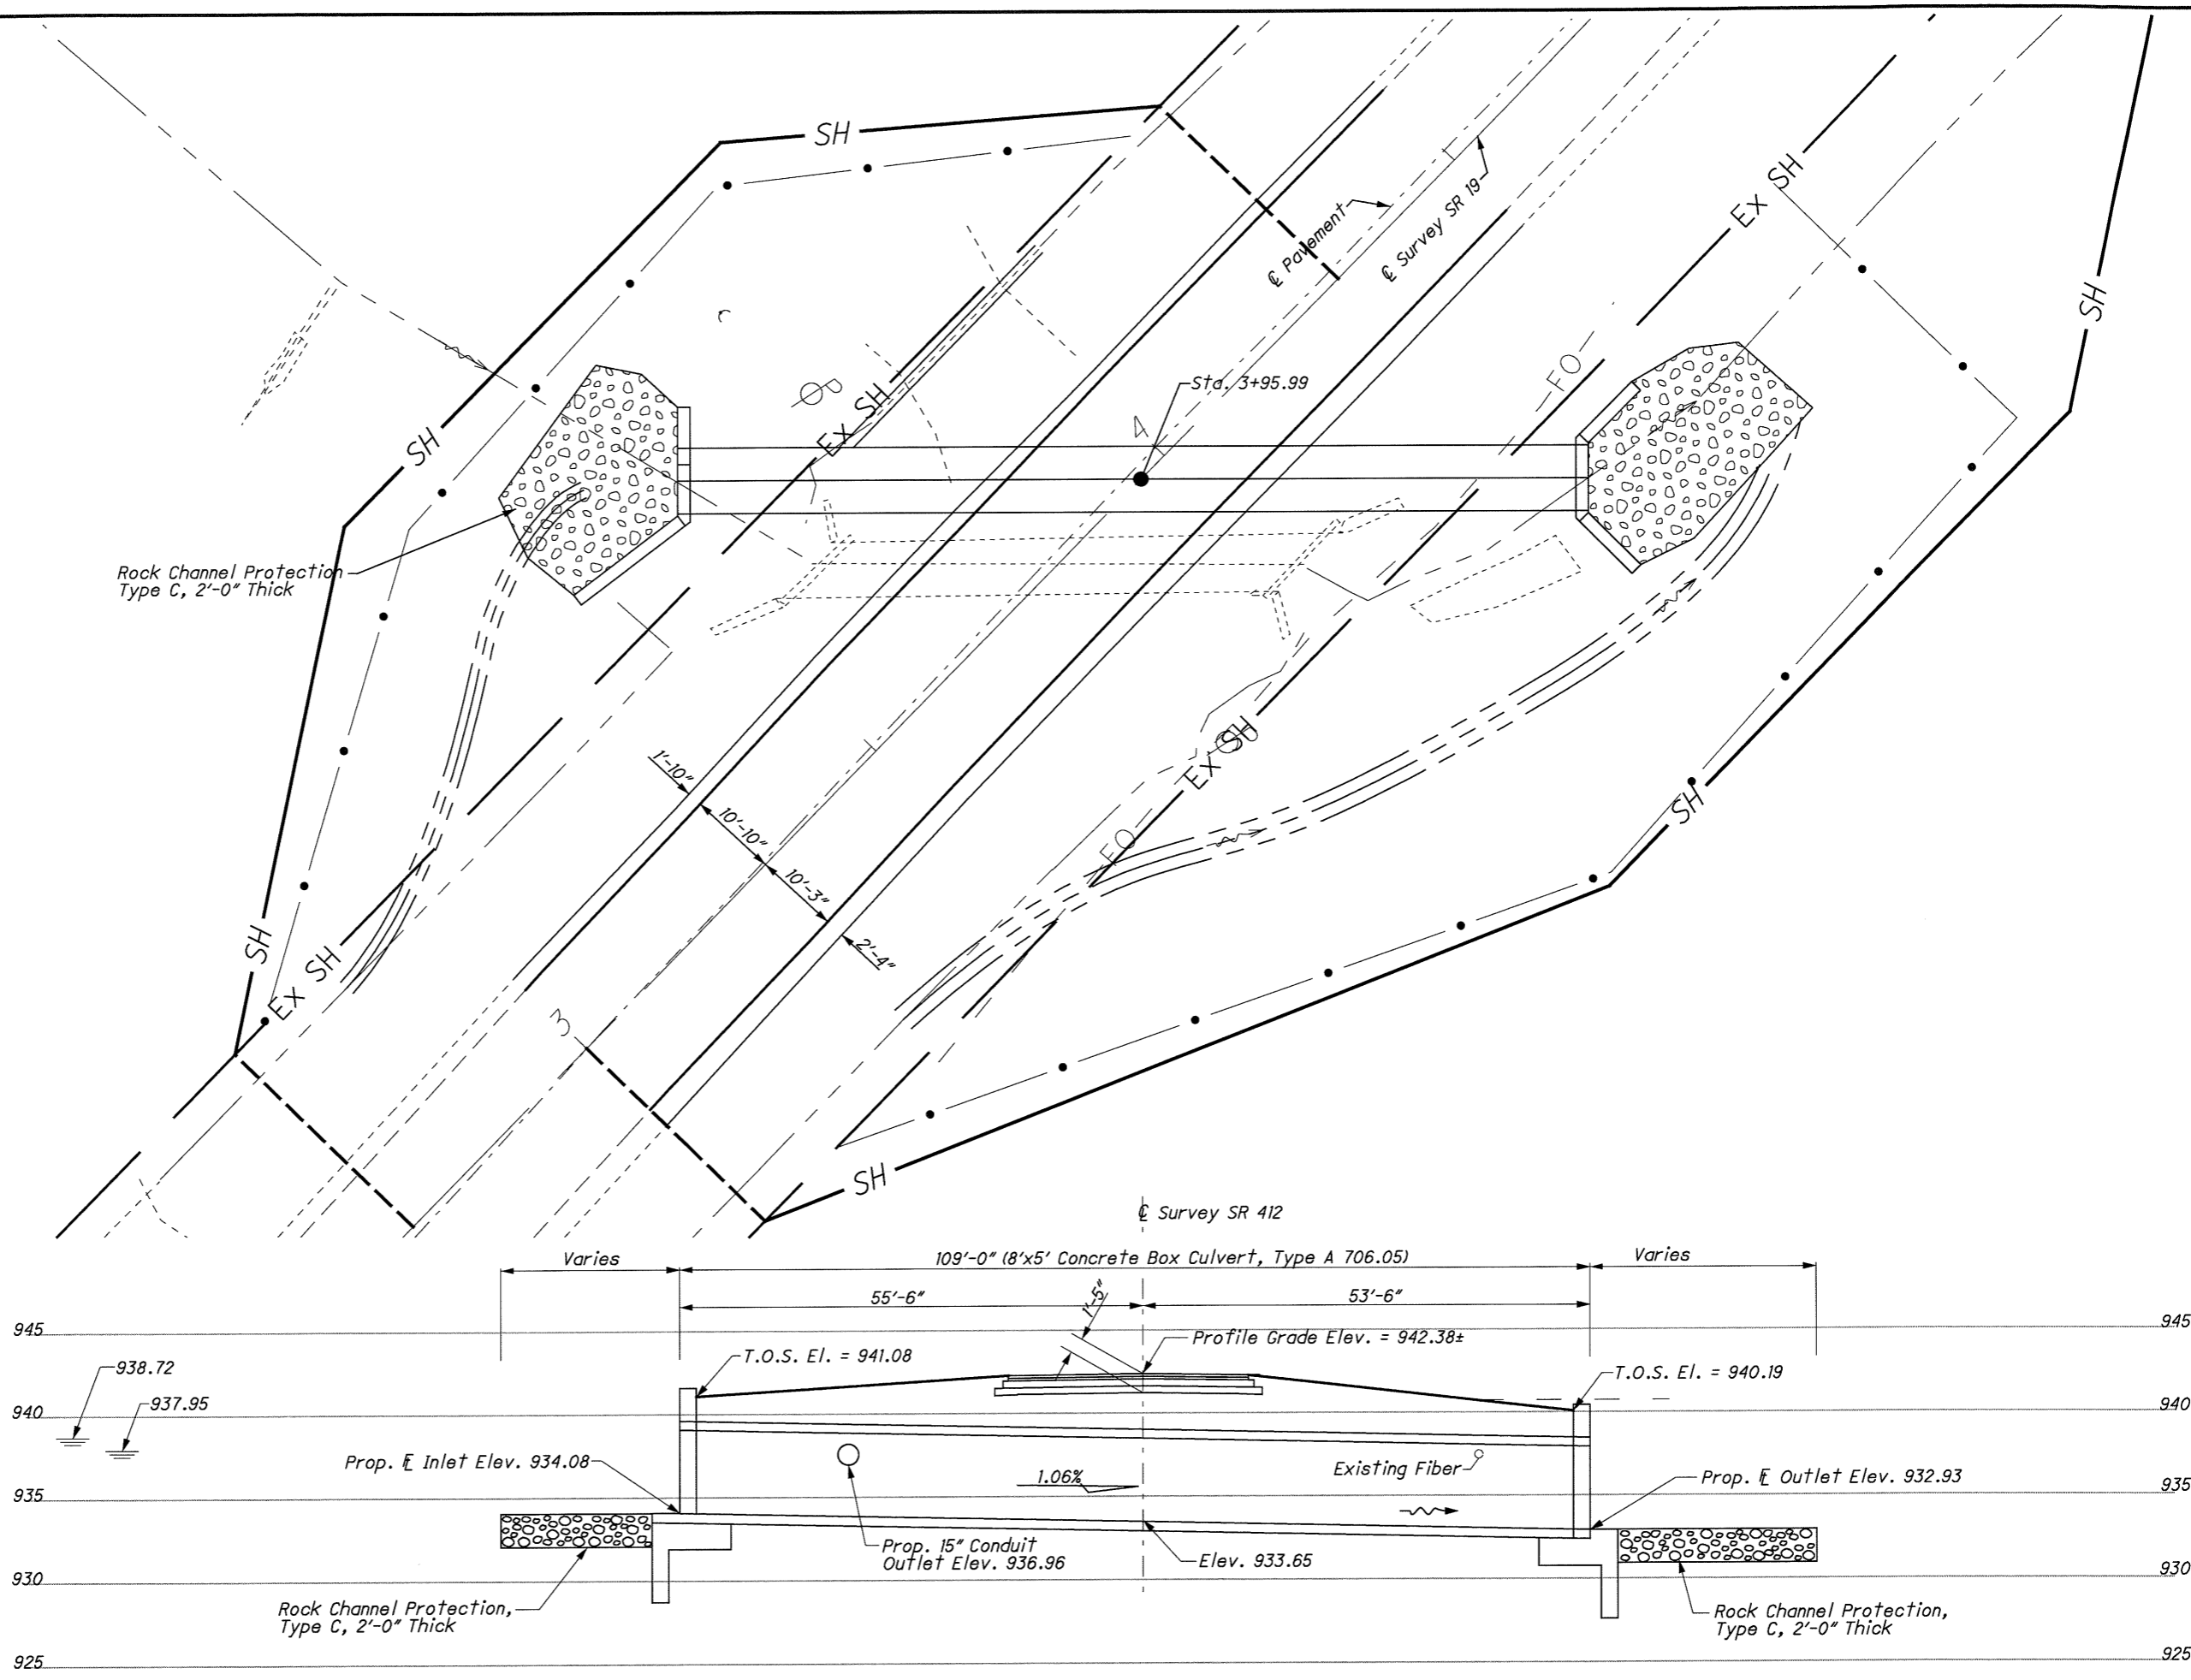 SH
Ex SH
SH
℄ Pavement
℄ Survey SR 19
FO
Sta. 3+95.99
4
Ex SH
SH
Rock Channel Protection
Type C, 2'-0" Thick
1'-10"
10'-10"
10'-3"
2'-4"
Ex SH
FO
SH
SH
Ex SH
3
SH
℄ Survey SR 412
Varies
109'-0" (8'x5' Concrete Box Culvert, Type A 706.05)
Varies
55'-6"
1'-5"
53'-6"
945
945
Profile Grade Elev. = 942.38±
T.O.S. El. = 941.08
938.72
T.O.S. El. = 940.19
937.95
940
940
Prop. ℄ Inlet Elev. 934.08
Existing Fiber
1.06%
Prop. ℄ Outlet Elev. 932.93
935
935
Prop. 15" Conduit
Outlet Elev. 936.96
Elev. 933.65
930
930
Rock Channel Protection,
Type C, 2'-0" Thick
Rock Channel Protection,
Type C, 2'-0" Thick
925
925